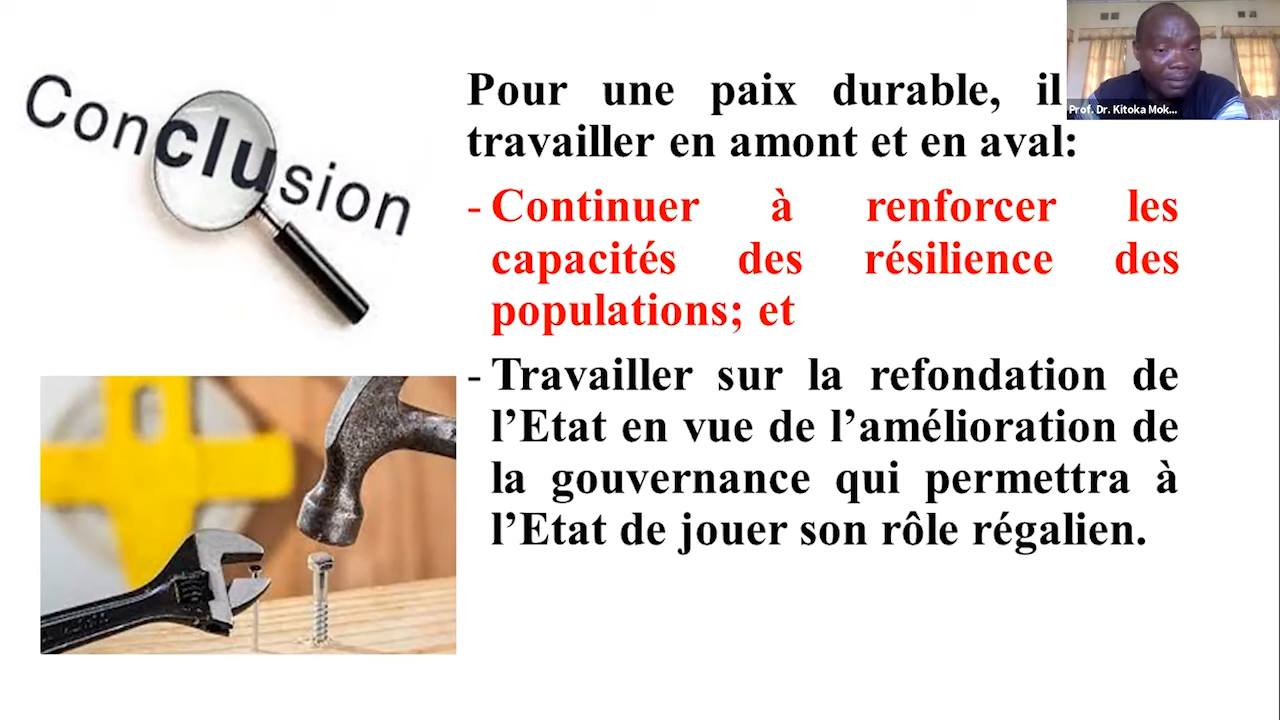 Conclusion
Pour une paix durable, il
travailler en amont et en aval:
- Continuer à renforcer les
capacités des résilience des
populations; et
- Travailler sur la refondation de
l’Etat en vue de l’amélioration de
la gouvernance qui permettra à
l’Etat de jouer son rôle régalien.
Prof. Dr. Kitoka Mok...